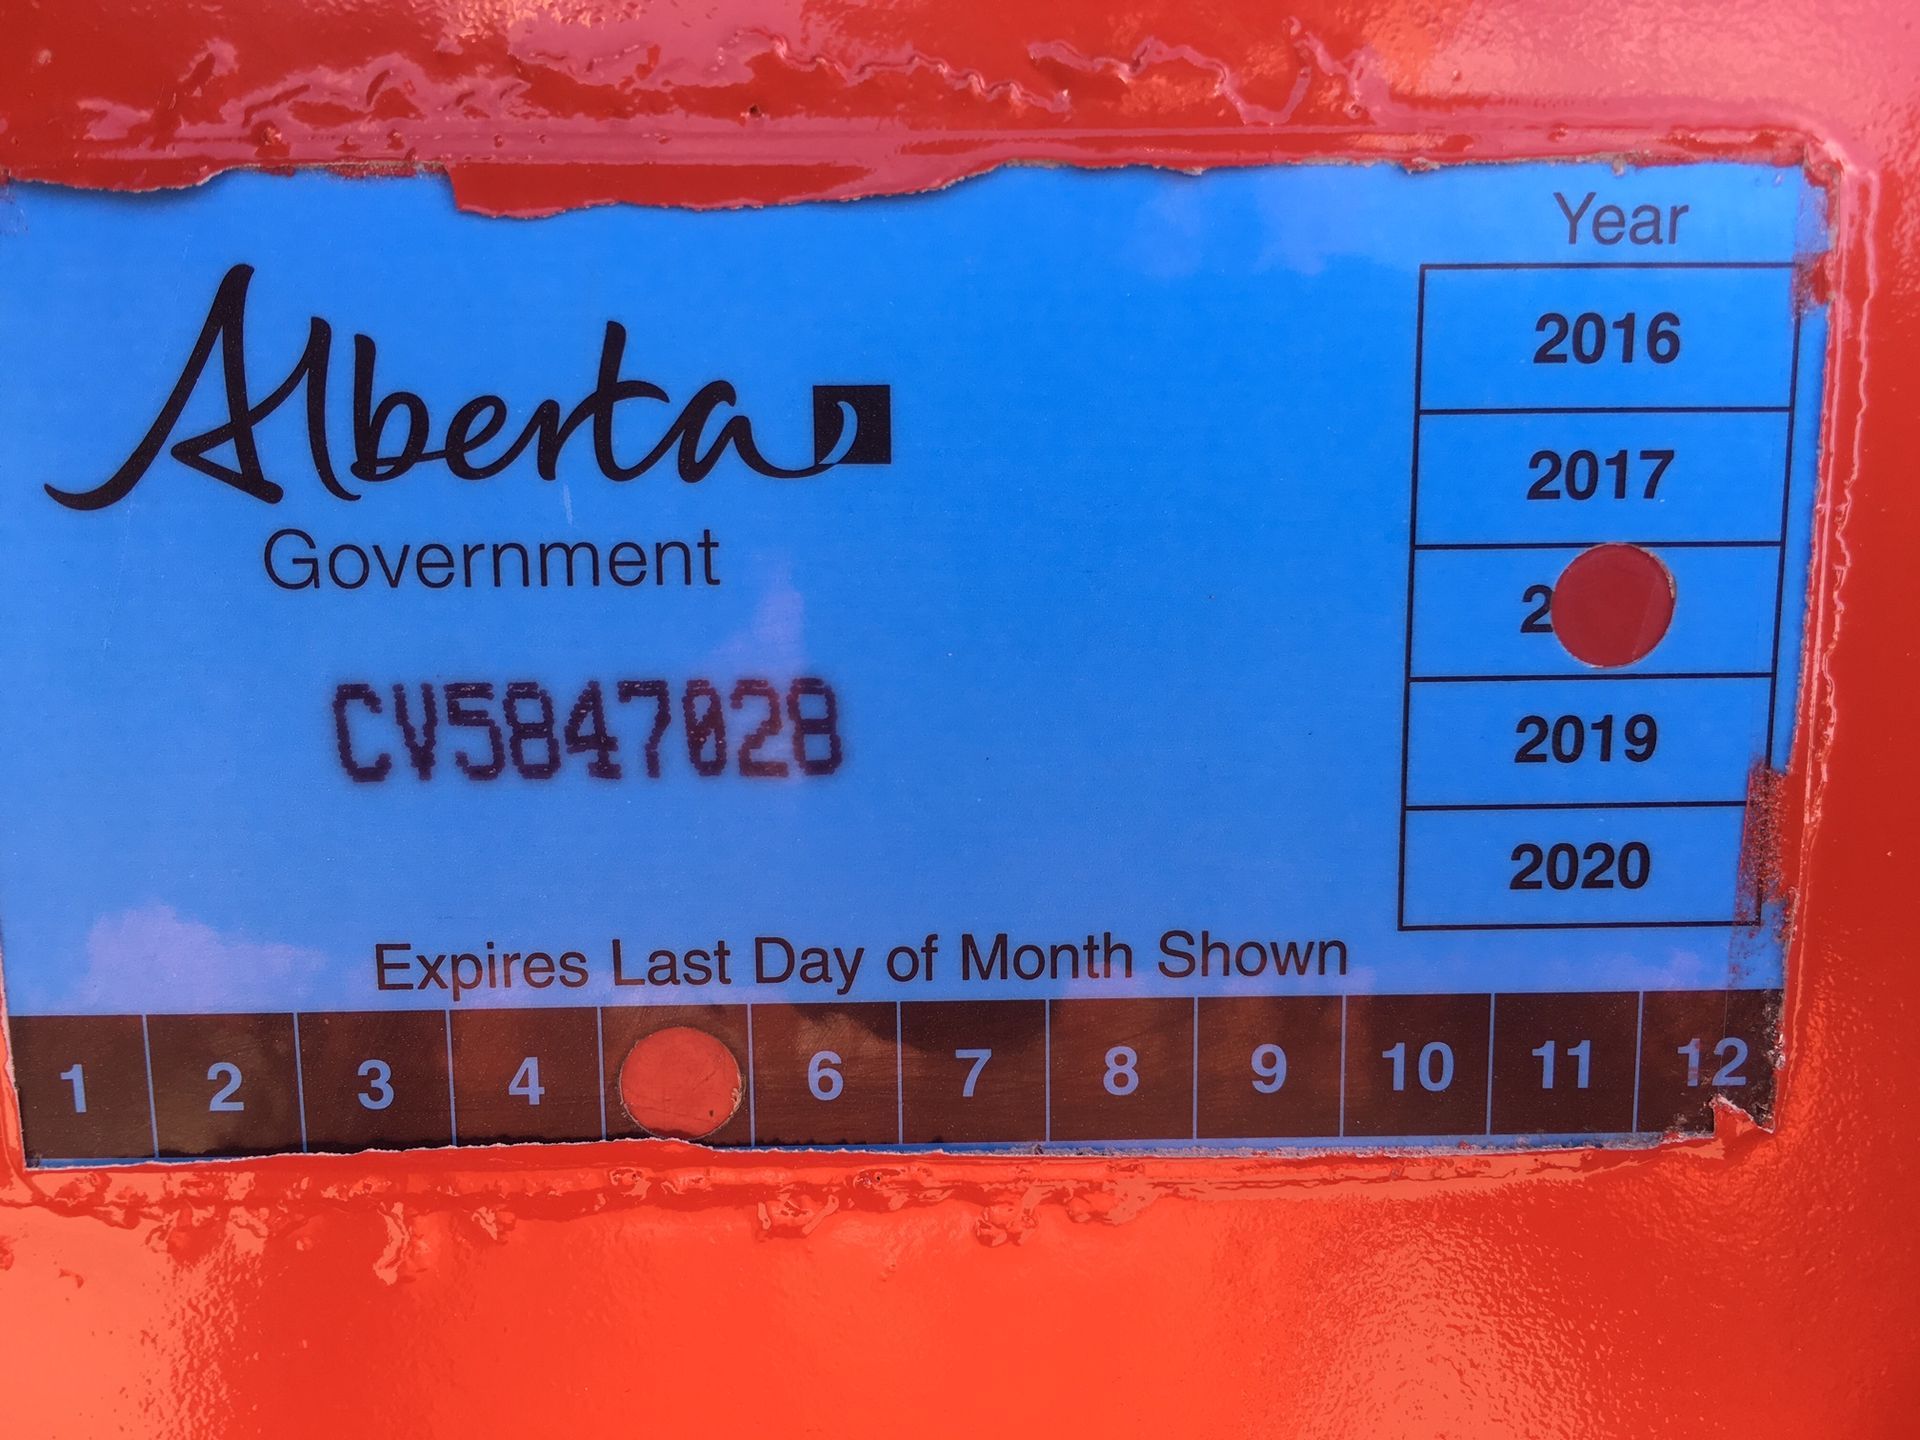 Alberta
Government
CV5847028
Year
2016
2017
2
2019
2020
Expires Last Day of Month Shown
1 2 3 4 6 7 8 9 10 11 12